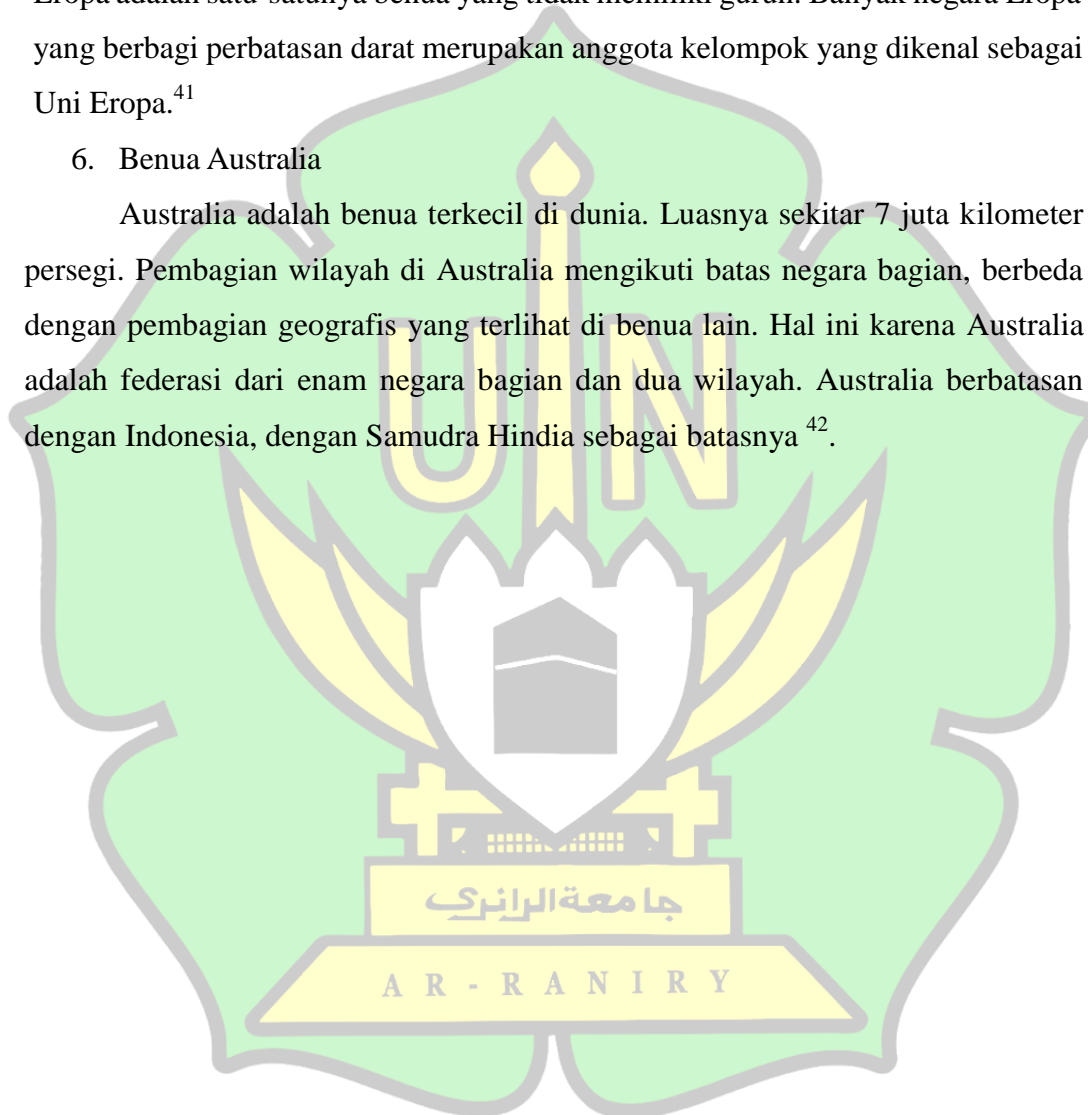 Eropa adalah satu-satunya benua yang tidak memiliki gurun. Banyak negara Eropa
yang berbagi perbatasan darat merupakan anggota kelompok yang dikenal sebagai
Uni Eropa.41
6. Benua Australia
Australia adalah benua terkecil di dunia. Luasnya sekitar 7 juta kilometer
persegi. Pembagian wilayah di Australia mengikuti batas negara bagian, berbeda
dengan pembagian geografis yang terlihat di benua lain. Hal ini karena Australia
adalah federasi dari enam negara bagian dan dua wilayah. Australia berbatasan
dengan Indonesia, dengan Samudra Hindia sebagai batasnya 42.
UIN
جامعة الرانري
AR-RANIRY